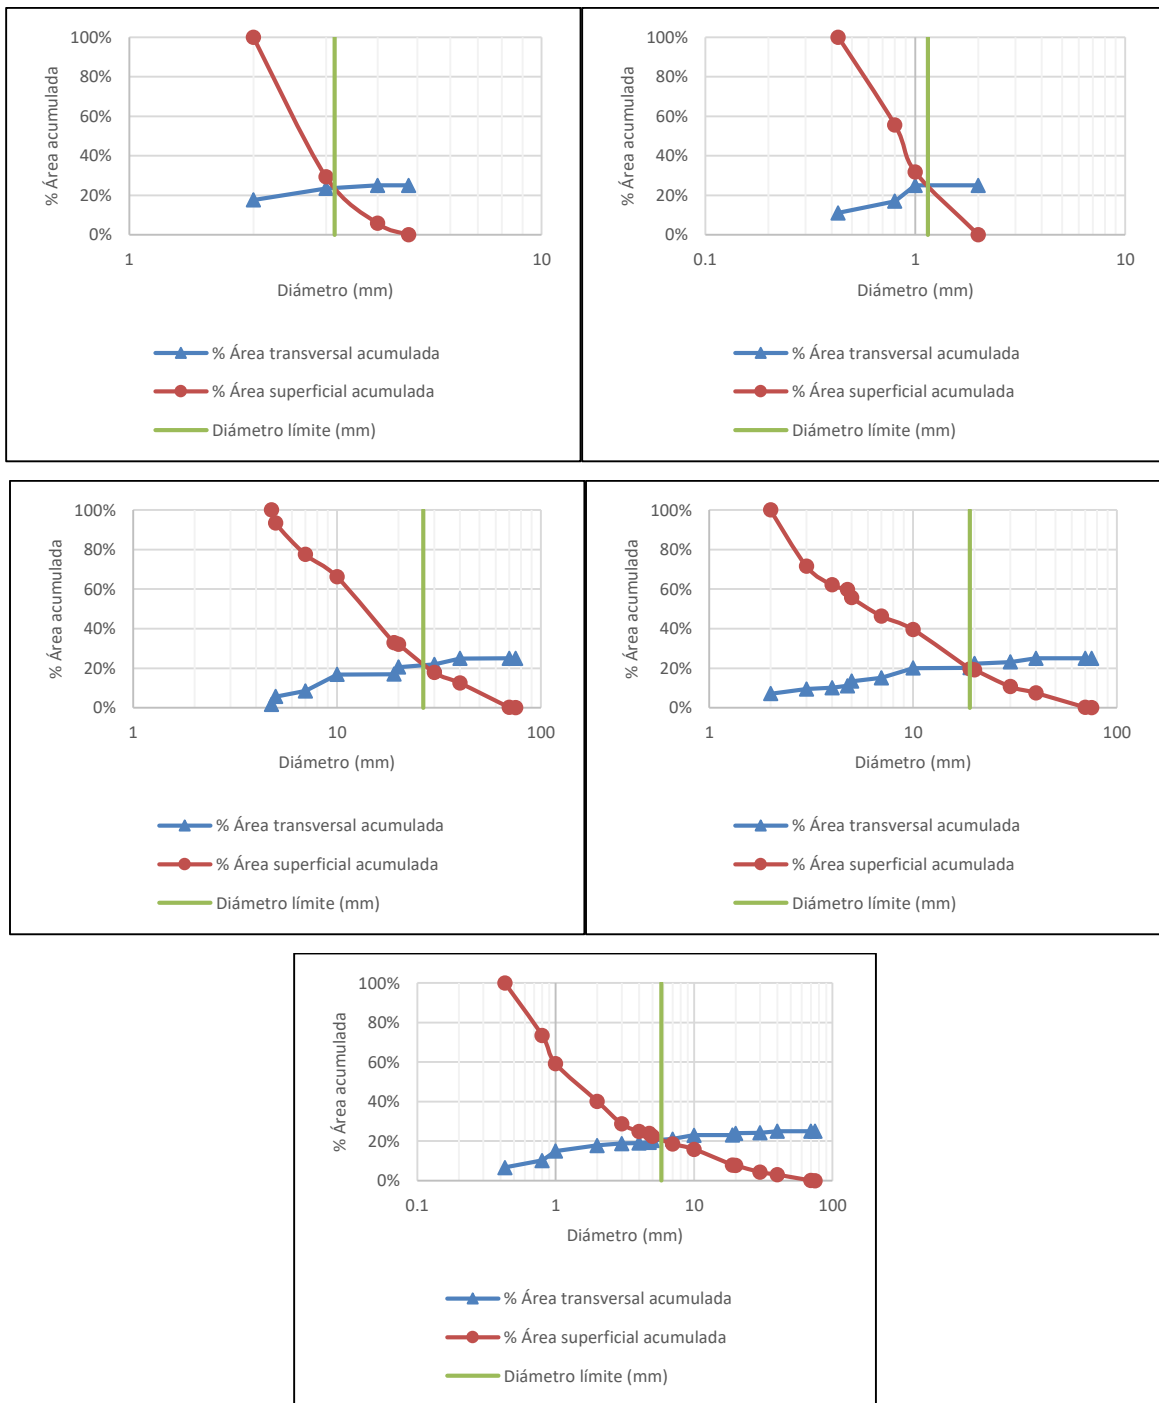 % Área acumulada
100%
80%
60%
40%
20%
0%
1
10
Diámetro (mm)
% Área transversal acumulada
% Área superficial acumulada
Diámetro límite (mm)
% Área acumulada
100%
80%
60%
40%
20%
0%
0.1
1
10
Diámetro (mm)
% Área transversal acumulada
% Área superficial acumulada
Diámetro límite (mm)
% Área acumulada
100%
80%
60%
40%
20%
0%
1
10
100
Diámetro (mm)
% Área transversal acumulada
% Área superficial acumulada
Diámetro límite (mm)
% Área acumulada
100%
80%
60%
40%
20%
0%
1
10
100
Diámetro (mm)
% Área transversal acumulada
% Área superficial acumulada
Diámetro límite (mm)
% Área acumulada
100%
80%
60%
40%
20%
0%
0.1
1
10
100
Diámetro (mm)
% Área transversal acumulada
% Área superficial acumulada
Diámetro límite (mm)